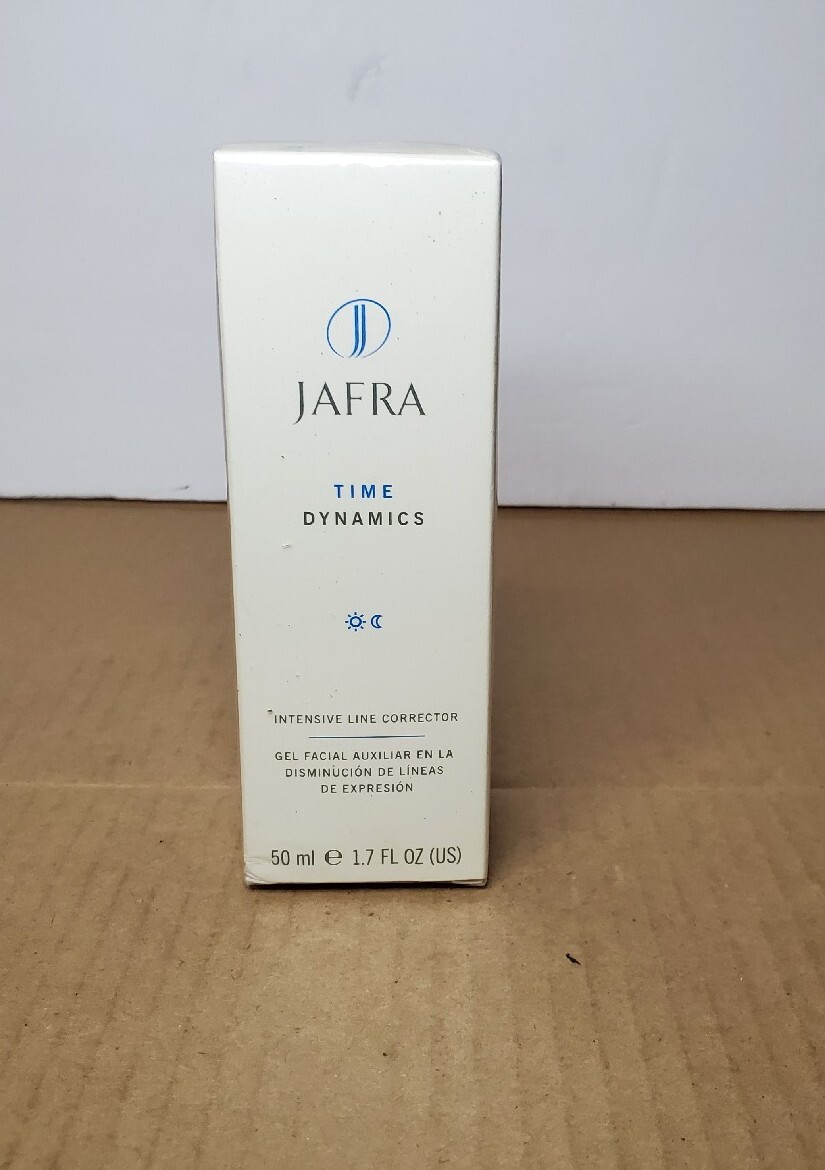 JAFRA
TIME
DYNAMICS
INTENSIVE LINE CORRECTOR
GEL FACIAL AUXILIAR EN LA
DISMINUCIÓN DE LÍNEAS
DE EXPRESIÓN
50 ml ℮ 1.7 FL OZ (US)